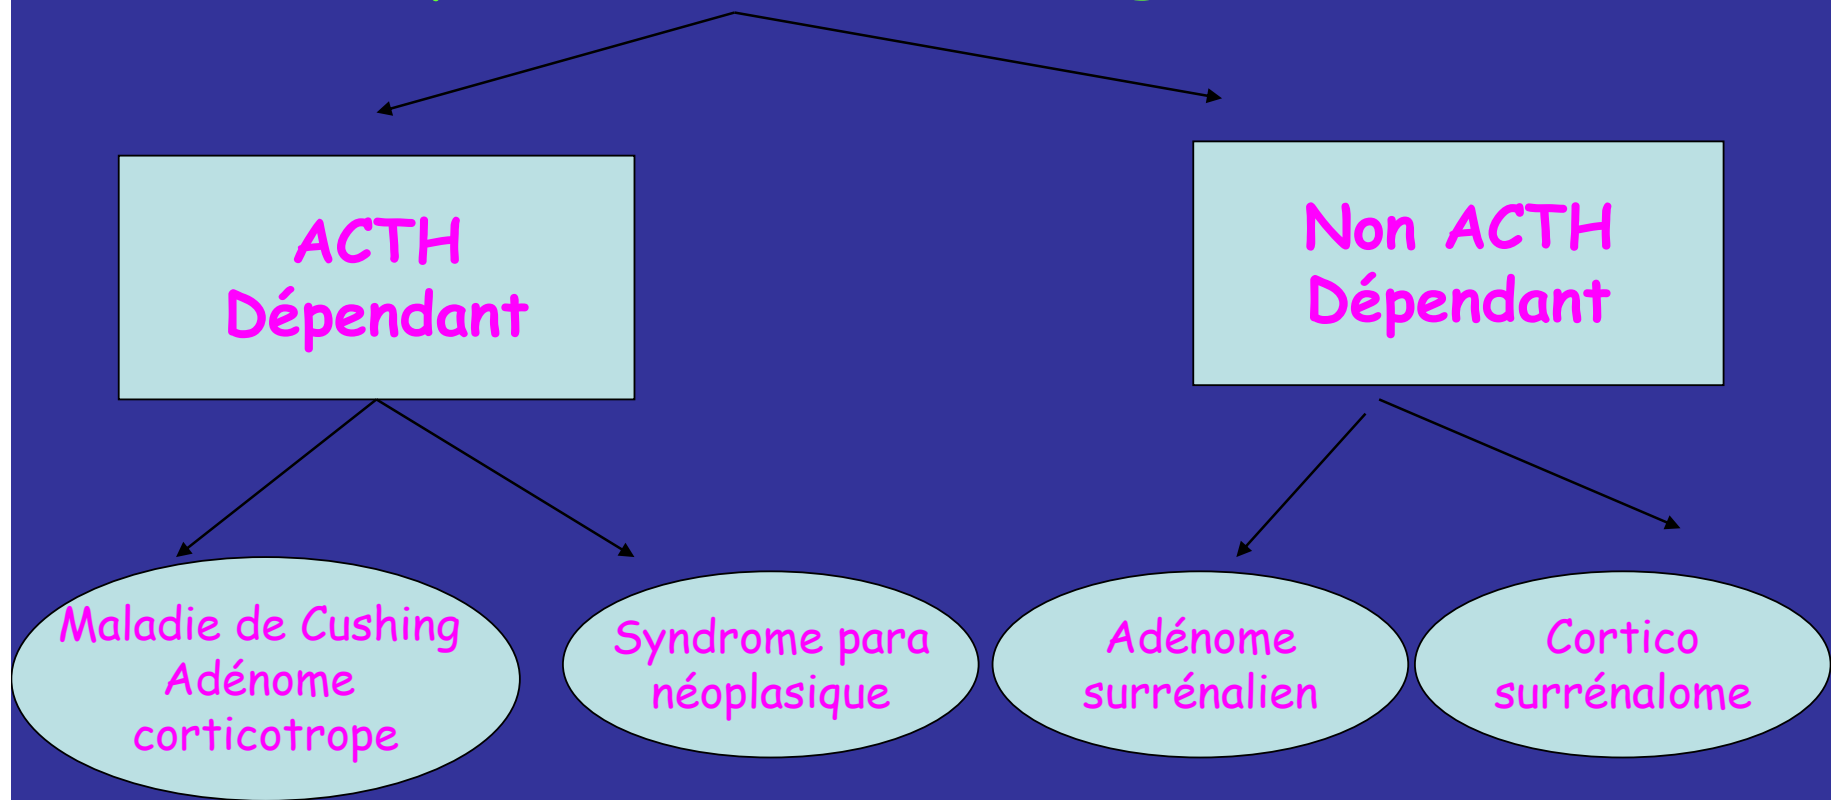 ACTH
Dépendant
Non ACTH
Dépendant
Maladie de Cushing
Adénome
corticotrope
Syndrome para
néoplasique
Adénome
surrénalien
Cortico
surrénalome